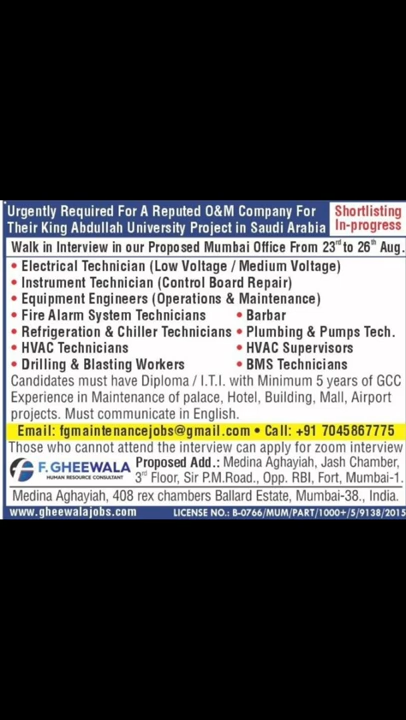 Urgently Required For A Reputed O&M Company For
Their King Abdullah University Project in Saudi Arabia
Shortlisting
In-progress
Walk in Interview in our Proposed Mumbai Office From 23rd to 26th Aug.
• Electrical Technician (Low Voltage / Medium Voltage)
• Instrument Technician (Control Board Repair)
• Equipment Engineers (Operations & Maintenance)
• Fire Alarm System Technicians • Barbar
• Refrigeration & Chiller Technicians • Plumbing & Pumps Tech.
• HVAC Technicians • HVAC Supervisors
• Drilling & Blasting Workers • BMS Technicians
Candidates must have Diploma / I.T.I. with Minimum 5 years of GCC
Experience in Maintenance of palace, Hotel, Building, Mall, Airport
projects. Must communicate in English.
Email: fgmaintenancejobs@gmail.com • Call: +91 7045867775
Those who cannot attend the interview can apply for zoom interview
F.GHEEWALA
HUMAN RESOURCE CONSULTANT
Proposed Add.: Medina Aghayiah, Jash Chamber,
3rd Floor, Sir P.M.Road., Opp. RBI, Fort, Mumbai-1.
Medina Aghayiah, 408 rex chambers Ballard Estate, Mumbai-38., India.
www.gheewalajobs.com LICENSE NO.: B-0766/MUM/PART/1000+/5/9138/2015